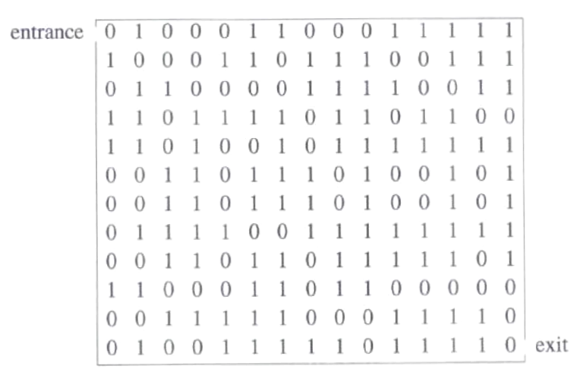 entrance 0 1 0 0 0 1 1 0 0 0 1 1 1 1 1
1 0 0 0 1 1 0 1 1 1 0 0 1 1 1
0 1 1 0 0 0 0 1 1 1 1 0 0 1 1
1 1 0 1 1 1 1 0 1 1 0 1 1 0 0
1 1 0 1 0 0 1 0 1 1 1 1 1 1 1
0 0 1 1 0 1 1 1 0 1 0 0 1 0 1
0 0 1 1 0 1 1 1 0 1 0 0 1 0 1
0 1 1 1 1 0 0 1 1 1 1 1 1 1 1
0 0 1 1 0 1 1 0 1 1 1 1 1 0 1
1 1 0 0 0 1 1 0 1 1 0 0 0 0 0
0 0 1 1 1 1 1 0 0 0 1 1 1 1 0
0 1 0 0 1 1 1 1 1 0 1 1 1 1 0 exit